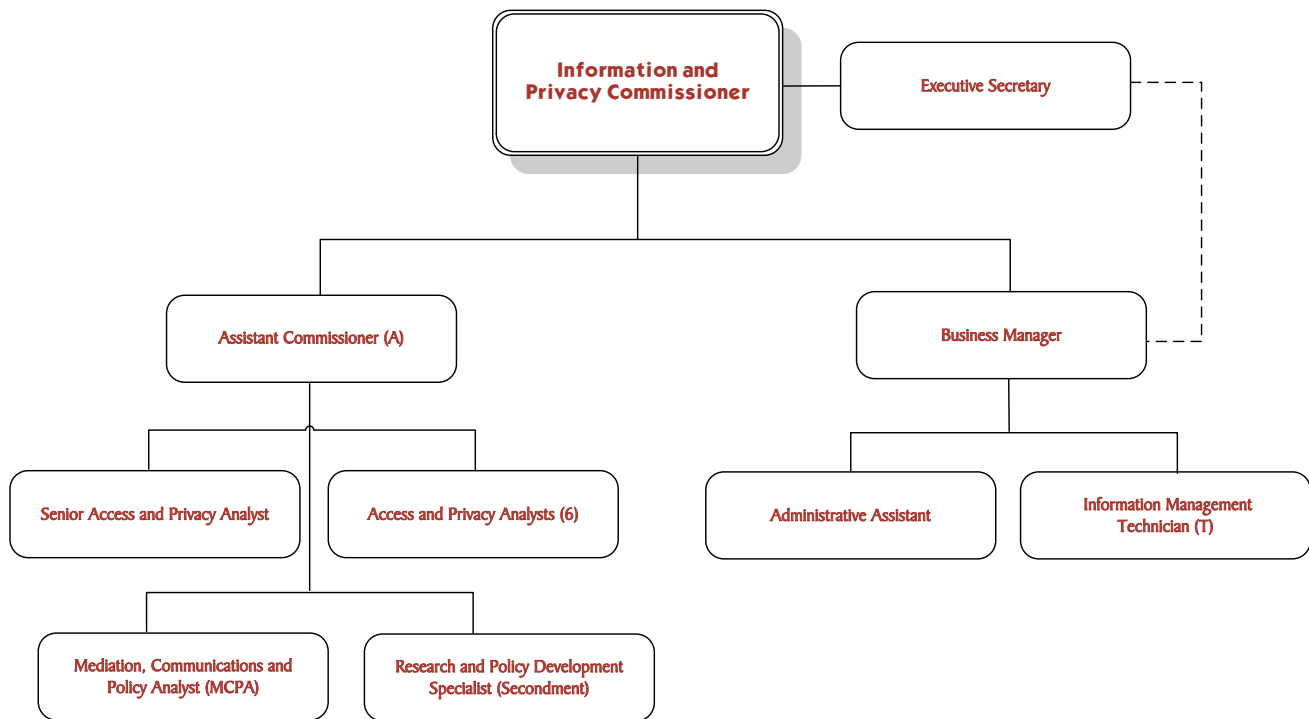 Information and
Privacy Commissioner
Executive Secretary
Assistant Commissioner (A)
Business Manager
Senior Access and Privacy Analyst
Access and Privacy Analysts (6)
Administrative Assistant
Information Management
Technician (T)
Mediation, Communications and
Policy Analyst (MCPA)
Research and Policy Development
Specialist (Secondment)